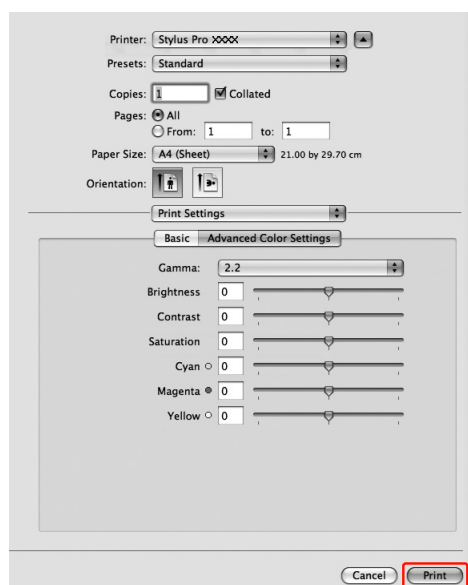 Printer: Stylus Pro XXXX
Presets: Standard
Copies: 1 Collated
Pages: All
From: 1 to: 1
Paper Size: A4 (Sheet) 21.00 by 29.70 cm
Orientation:
Print Settings
Basic Advanced Color Settings
Gamma: 2.2
Brightness 0
Contrast 0
Saturation 0
Cyan 0
Magenta 0
Yellow 0
Cancel Print